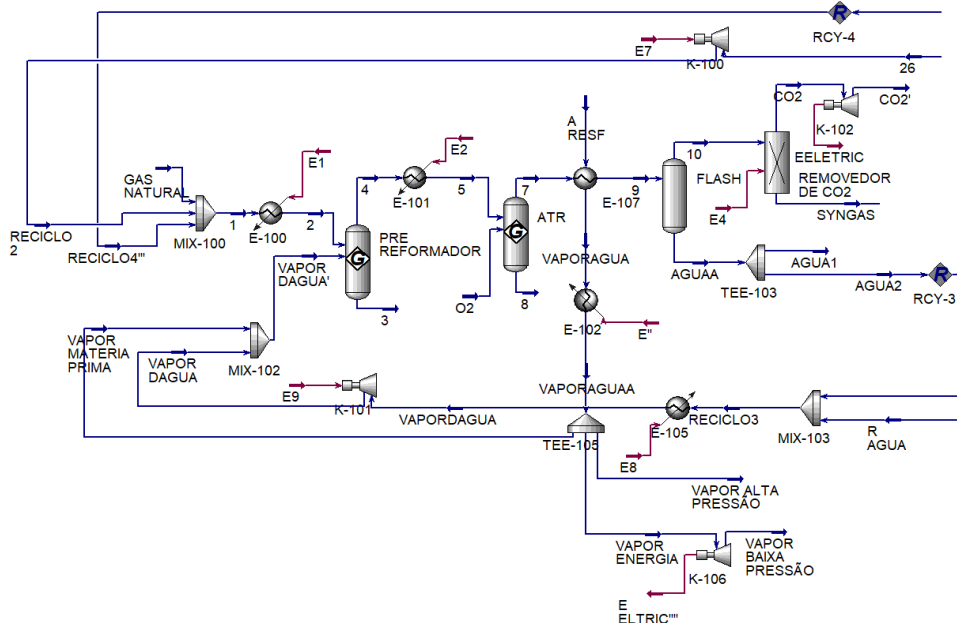 RCY-4
E7
K-100
26
CO2
CO2'
K-102
A
RESF
10
EELETRIC
FLASH
REMOVEDOR
DE CO2
E1
E2
GAS
NATURAL
4
E-101
5
7
ATR
E-107
9
E4
SYNGAS
RECICLO
2
MIX-100
1
E-100
2
PRE
REFORMADOR
RECICLO4'''
VAPOR
DAGUA'
VAPORAGUA
AGUAA
AGUA1
TEE-103
AGUA2
RCY-3
O2
8
3
E-102
E''
VAPOR
MATERIA
PRIMA
VAPOR
DAGUA
MIX-102
E9
K-101
VAPORAGUAA
VAPORDAGUA
E-105
RECICLO3
MIX-103
R
AGUA
TEE-105
E8
VAPOR ALTA
PRESSÃO
VAPOR
ENERGIA
VAPOR
BAIXA
PRESSÃO
K-106
E
ELTRIC''''